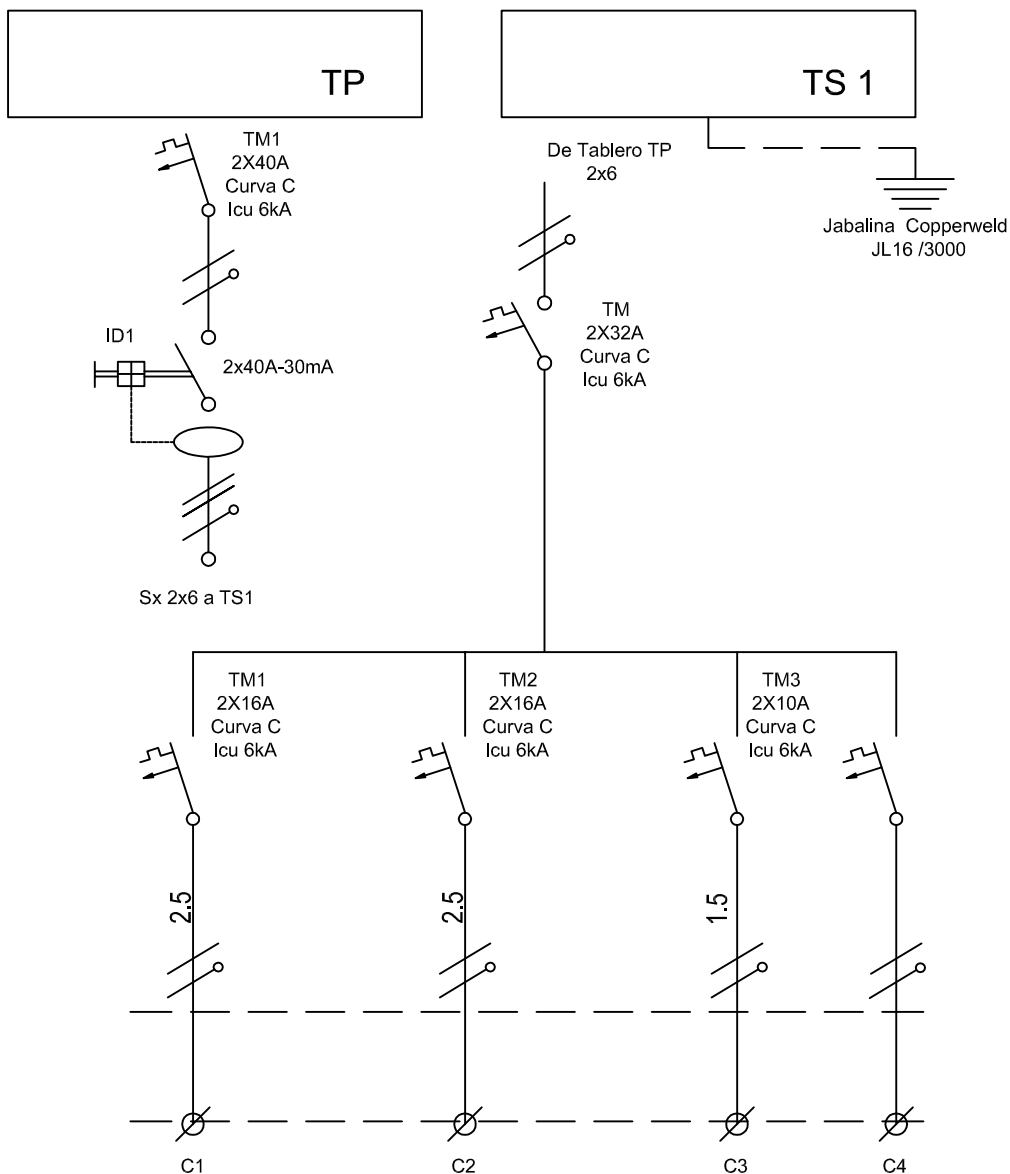 TP
TM1
2X40A
Curva C
Icu 6kA
ID1
2x40A-30mA
Sx 2x6 a TS1
TS 1
De Tablero TP
2x6
Jabalina Copperweld
JL16 /3000
TM
2X32A
Curva C
Icu 6kA
TM1
2X16A
Curva C
Icu 6kA
TM2
2X16A
Curva C
Icu 6kA
TM3
2X10A
Curva C
Icu 6kA
2.5
2.5
1.5
C1
C2
C3
C4